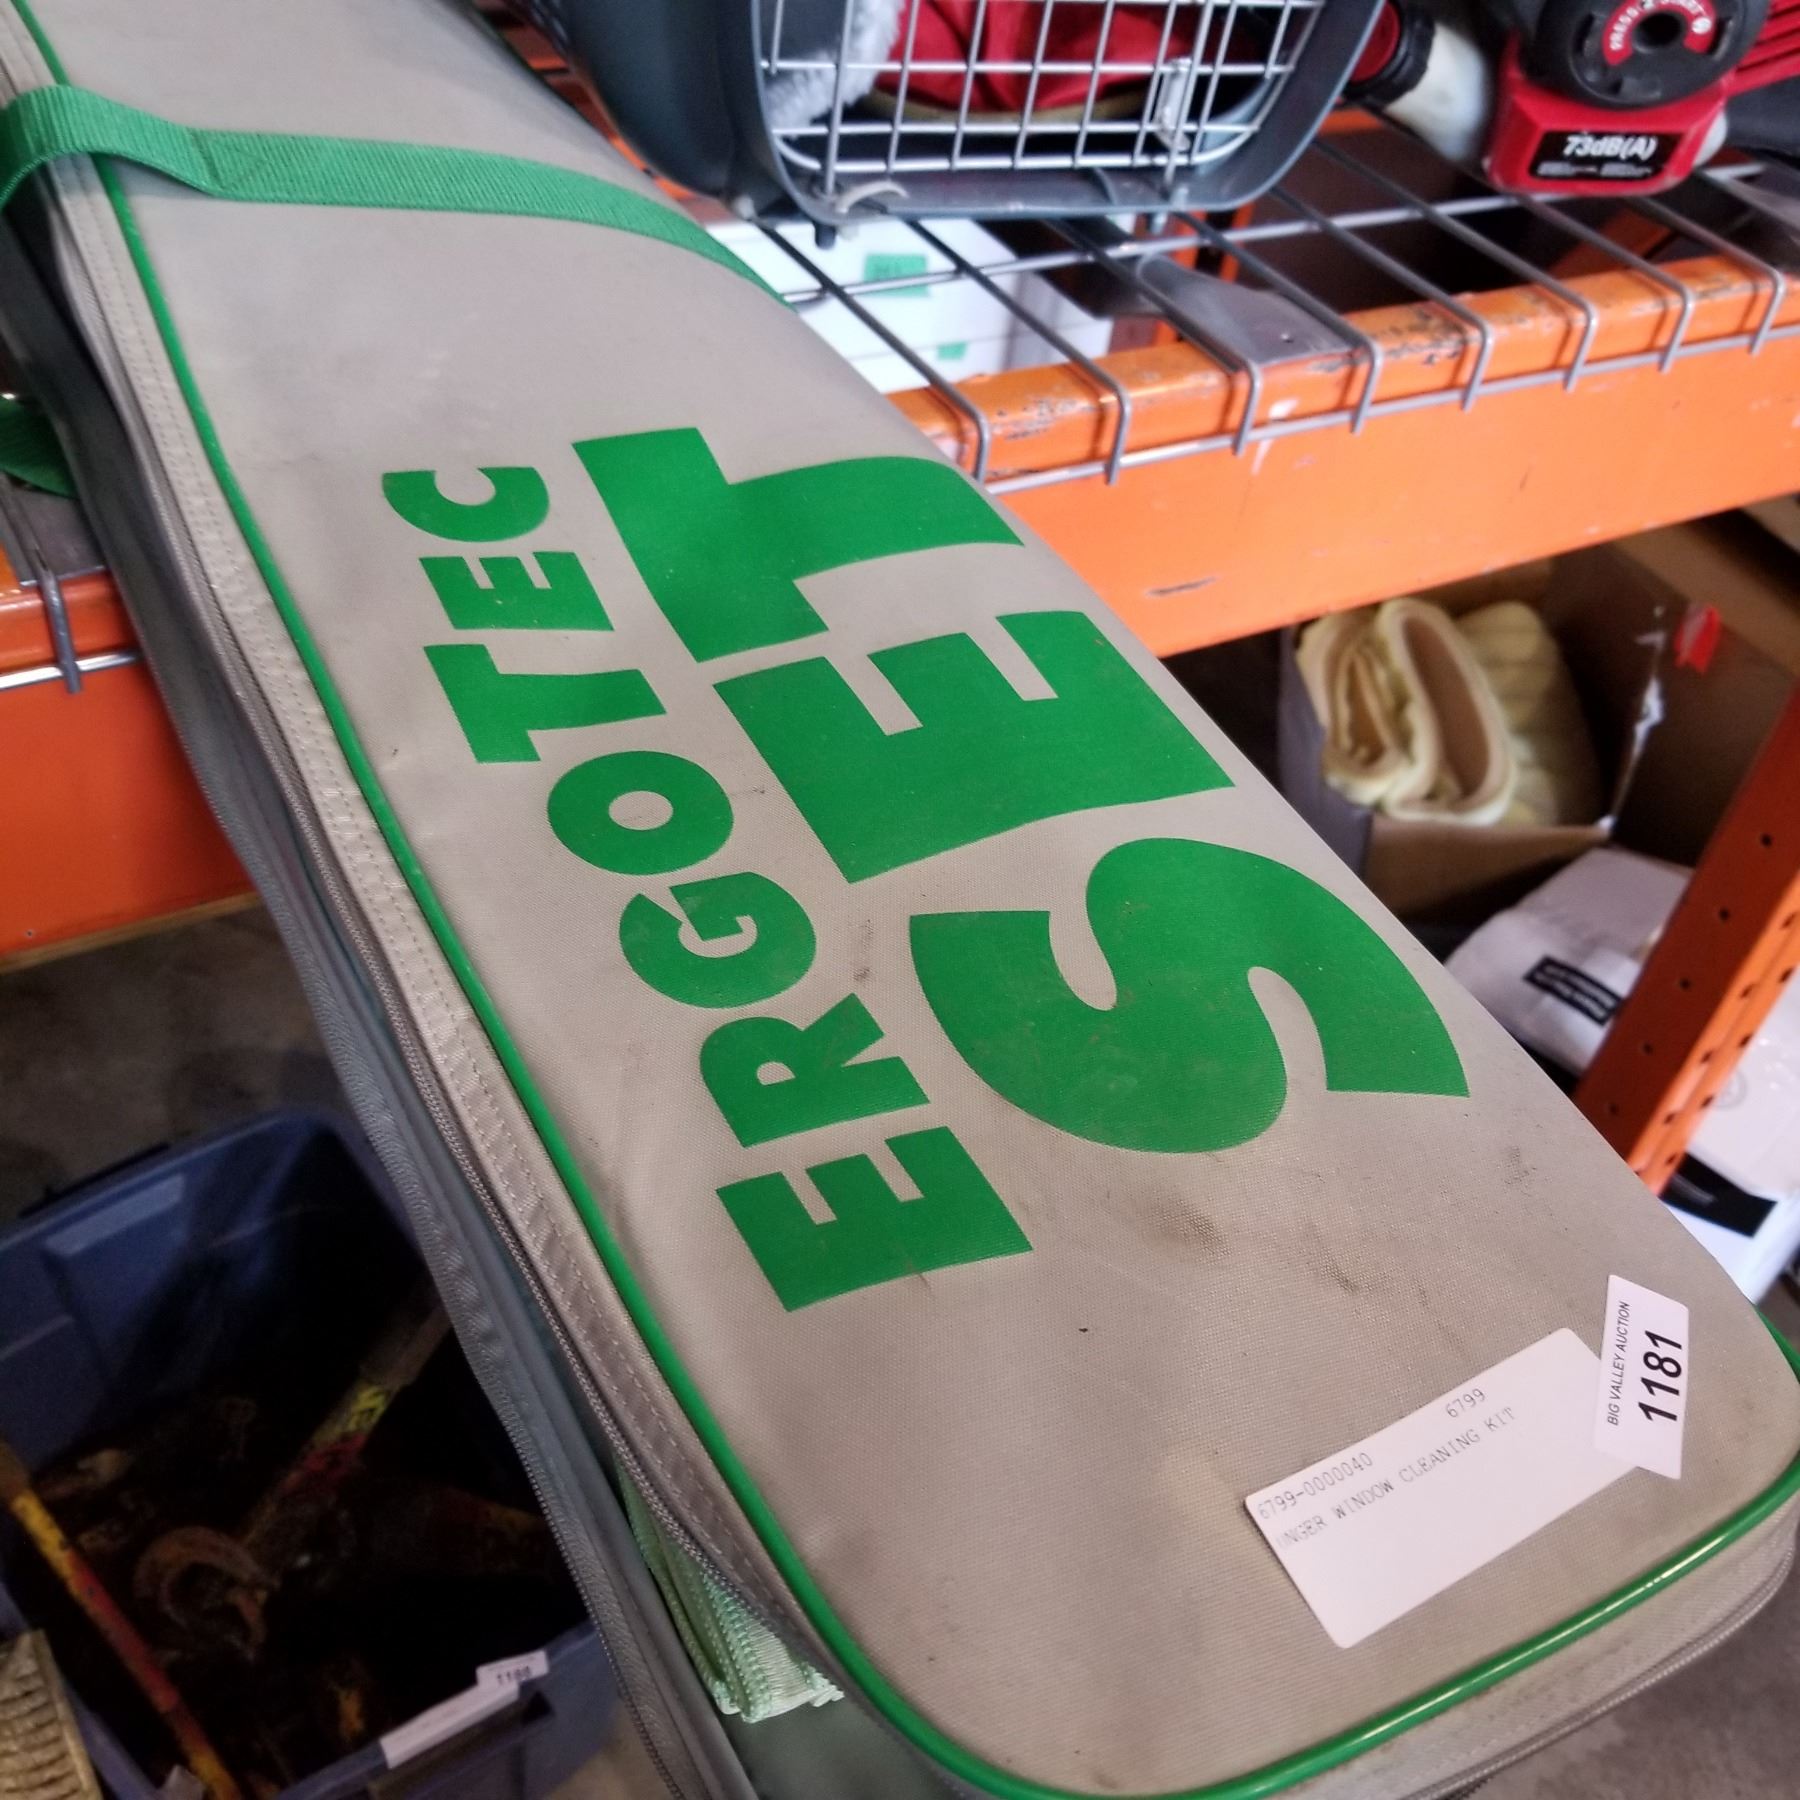 ERGOTEC
SET
6799-0000040 6799
UNGER WINDOW CLEANING KIT
BIG VALLEY AUCTION
1181
73dB(A)